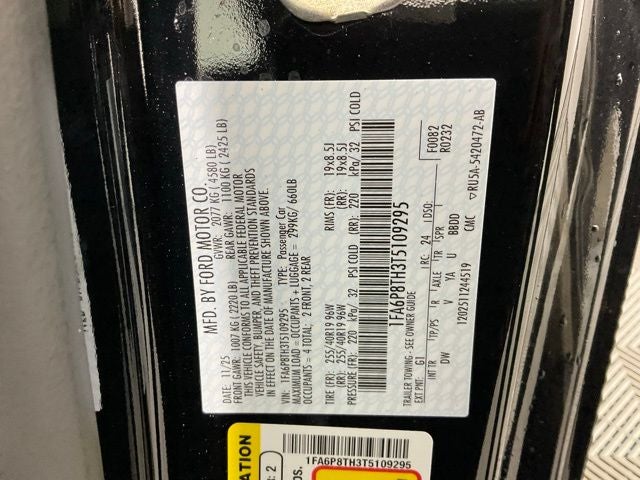 MFD. BY FORD MOTOR CO.
DATE: 11/25 GVWR: 2077 KG ( 4580 LB)
FRONT GAWR: 1007 KG ( 2220 LB) REAR GAWR: 1100 KG ( 2425 LB)
THIS VEHICLE CONFORMS TO ALL APPLICABLE FEDERAL MOTOR
VEHICLE SAFETY, BUMPER, AND THEFT PREVENTION STANDARDS
IN EFFECT ON THE DATE OF MANUFACTURE SHOWN ABOVE.
VIN: 1FA6P8TH3T5109295 TYPE: Passenger Car
MAXIMUM LOAD = OCCUPANTS + LUGGAGE = 299KG/ 660LB
OCCUPANTS = 4 TOTAL; 2 FRONT, 2 REAR
TIRE (FR): 255/40R19 96W RIMS (FR): (19x8.5J
(RR): 255/40R19 96W (RR): (19x8.5J
PRESSURE (FR): 220 kPa/ 32 PSI COLD (RR): 220 kPa/ 32 PSI COLD
1FA6P8TH3T5109295
TRAILER TOWING - SEE OWNER GUIDE F0082
EXT PNT: G1 RC: 24 DSO: R0232
INT TR TP/PS R AXLE TR SPR
DW V YA U BBDD
1202511244519 CMC ▽RU5A-5420472-AB
1FA6P8TH3T5109295
: 2